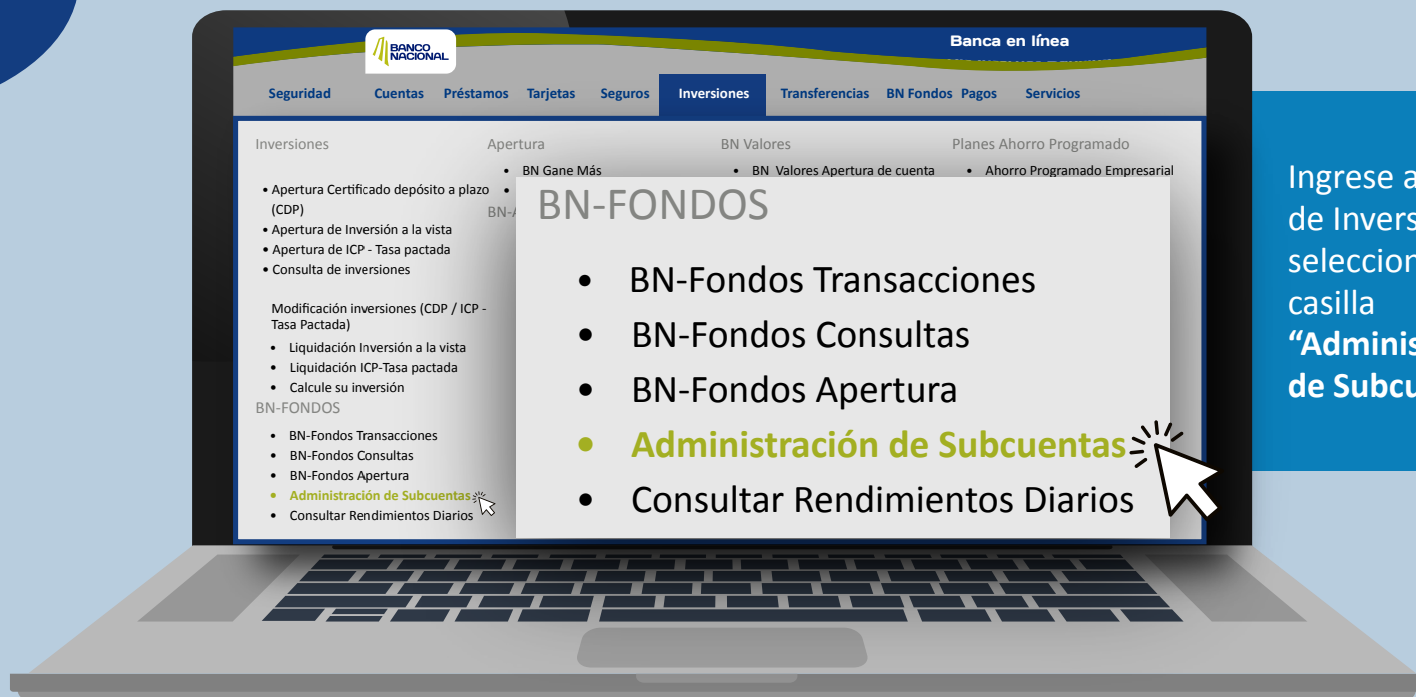 BANCO
NACIONAL
Banca en línea
Seguridad Cuentas Préstamos Tarjetas Seguros Inversiones Transferencias BN Fondos Pagos Servicios
Inversiones
• Apertura Certificado depósito a plazo
(CDP)
• Apertura de Inversión a la vista
• Apertura de ICP - Tasa pactada
• Consulta de inversiones
Modificación inversiones (CDP / ICP -
Tasa Pactada)
• Liquidación Inversión a la vista
• Liquidación ICP-Tasa pactada
• Calcule su inversión
BN-FONDOS
• BN-Fondos Transacciones
• BN-Fondos Consultas
• BN-Fondos Apertura
• Administración de Subcuentas
• Consultar Rendimientos Diarios
Apertura
• BN Gane Más
BN Valores
• BN Valores Apertura de cuenta
Planes Ahorro Programado
• Ahorro Programado Empresarial
BN-FONDOS
• BN-Fondos Transacciones
• BN-Fondos Consultas
• BN-Fondos Apertura
• Administración de Subcuentas
• Consultar Rendimientos Diarios
Ingrese
de
casilla
de